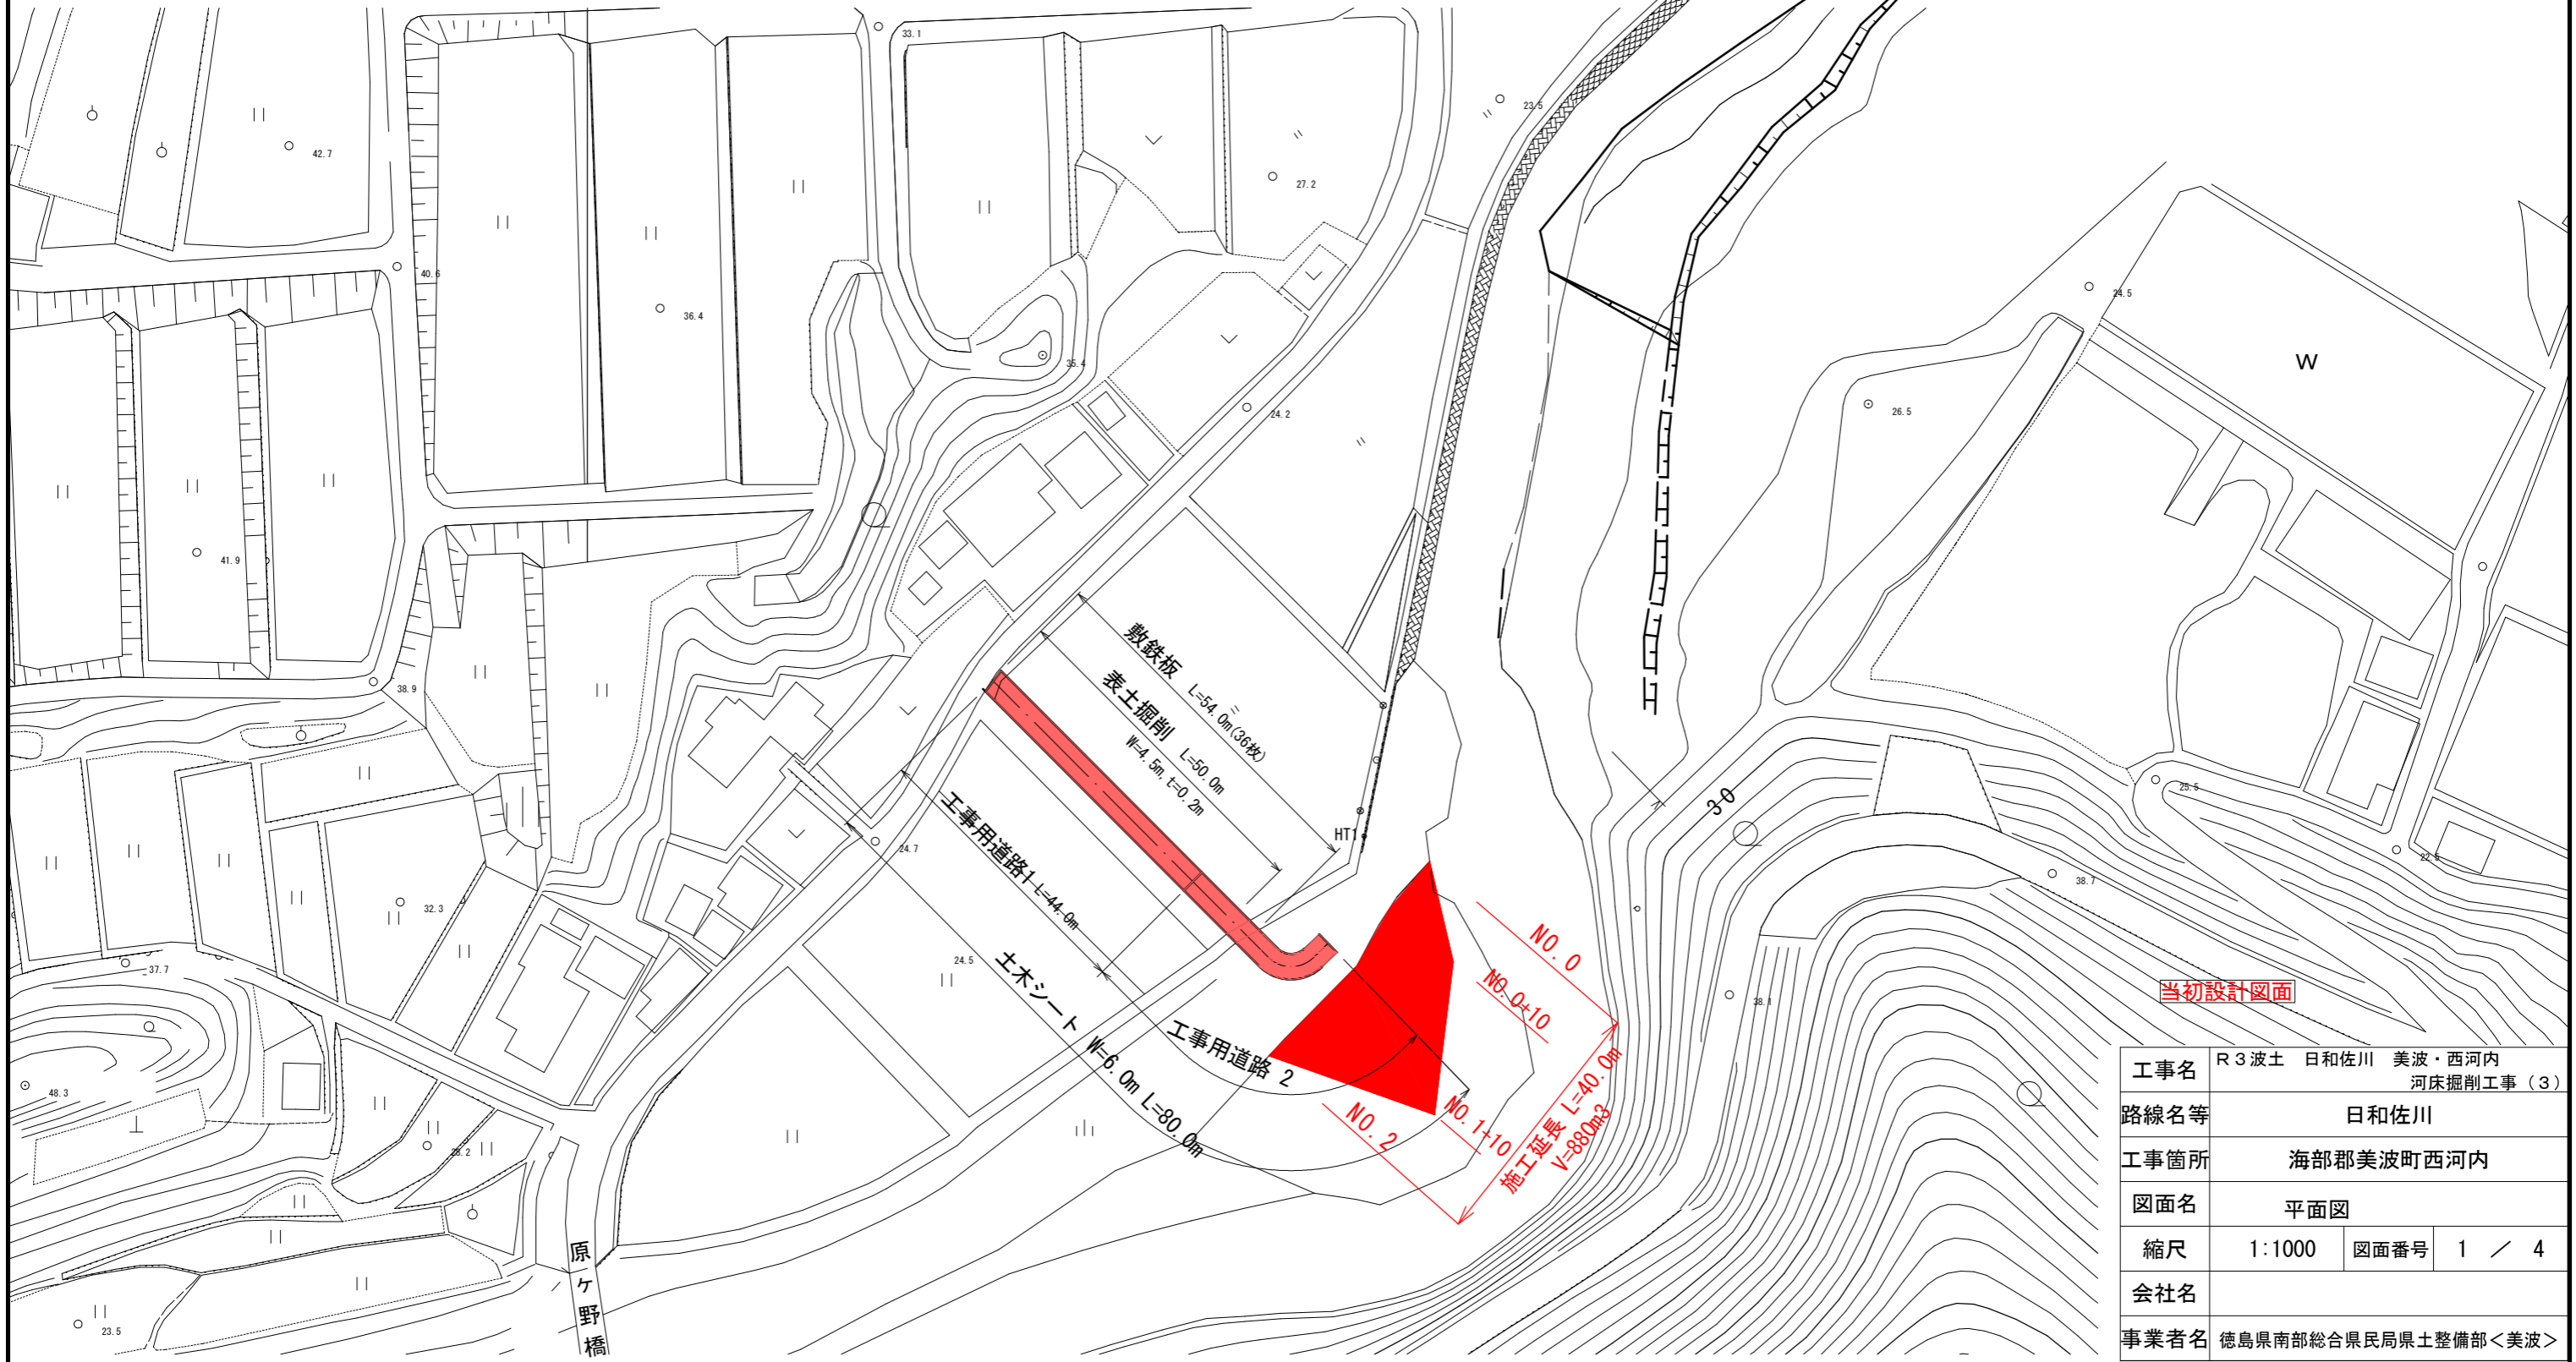 33.1
23.5
42.7
27.2
40.6
24.5
36.4
35.4
W
26.5
24.2
41.9
敷鉄板 L=54.0m(36枚)
表土掘削 L=50.0m
W=4.5m,t=0.2m
38.9
30
25.5
HT1
工事用道路1 L=44.0m
24.7
22.5
38.7
32.3
NO.0
37.7
24.5
土木シート W=6.0m L=80.0m
NO.0+10
当初設計図面
38.1
工事用道路 2
48.3
NO.1+10
NO.2
施工延長 L=40.0m
V=880m3
28.2
原ヶ野橋
23.5
工事名 R3波土 日和佐川 美波・西河内
河床掘削工事(3)
路線名等 日和佐川
工事箇所 海部郡美波町西河内
図面名 平面図
縮尺 1:1000 図面番号 1 / 4
会社名
事業者名 徳島県南部総合県民局県土整備部<美波>